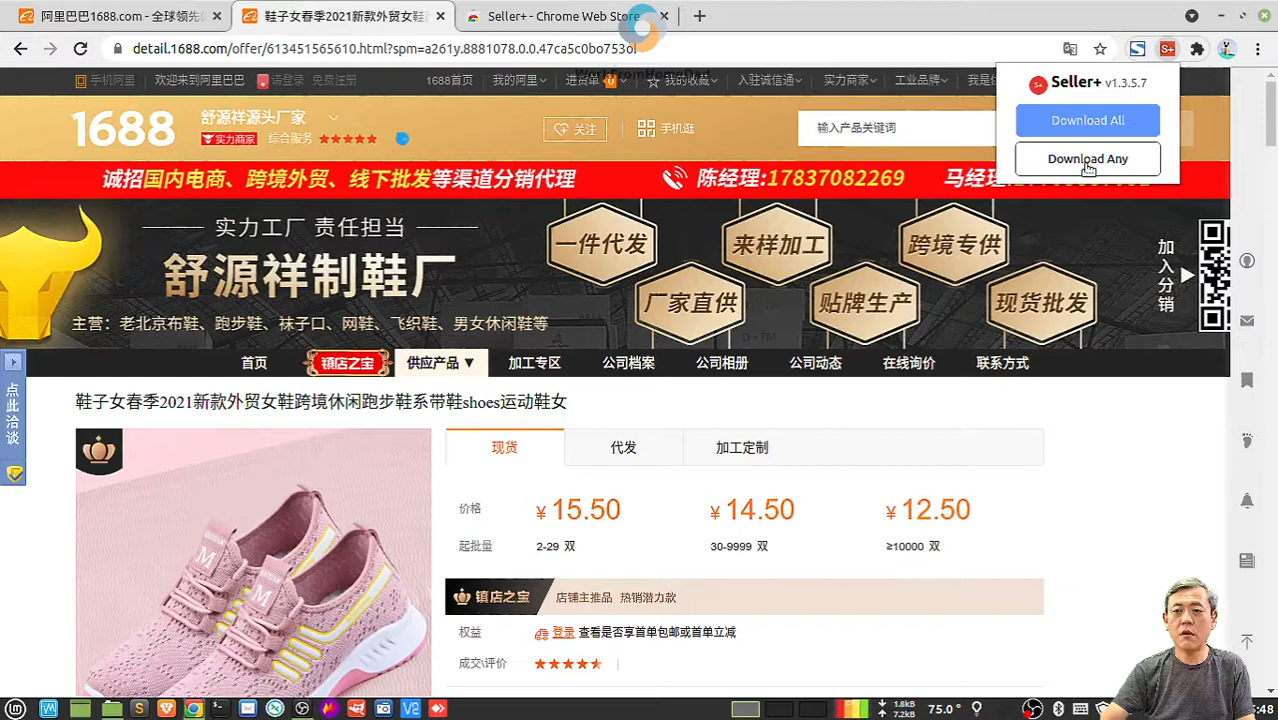 阿里巴巴1688.com - 全球领先
鞋子女春季2021新款外贸女鞋
Seller+ - Chrome Web Store
detail.1688.com/offer/613451565610.html?spm=a261y.8881078.0.0.47ca5c0bo753ol
手机阿里
欢迎来到阿里巴巴
请登录
免费注册
1688首页
我的阿里
进货单
0
我的收藏
入驻诚信通
实力商家
工业品牌
S+ Seller+ v1.3.5.7
Download All
Download Any
1688
舒源祥源头厂家
实力商家 综合服务
关注
手机逛
输入产品关键词
诚招国内电商、跨境外贸、线下批发等渠道分销代理
陈经理:17837082269
实力工厂 责任担当
舒源祥制鞋厂
主营：老北京布鞋、跑步鞋、袜子口、网鞋、飞织鞋、男女休闲鞋等
一件代发
来样加工
跨境专供
厂家直供
贴牌生产
现货批发
加入分销
首页
镇店之宝
供应产品 ▼
加工专区
公司档案
公司相册
公司动态
在线询价
联系方式
点此洽谈
鞋子女春季2021新款外贸女鞋跨境休闲跑步鞋系带鞋shoes运动鞋女
现货
代发
加工定制
价格
¥ 15.50
¥ 14.50
¥ 12.50
起批量
2-29 双
30-9999 双
≥10000 双
镇店之宝
店铺主推品 热销潜力款
权益
登录 查看是否享首单包邮或首单立减
成交\评价
M
M
1.8kB
7.2kB
75.0°
5:48